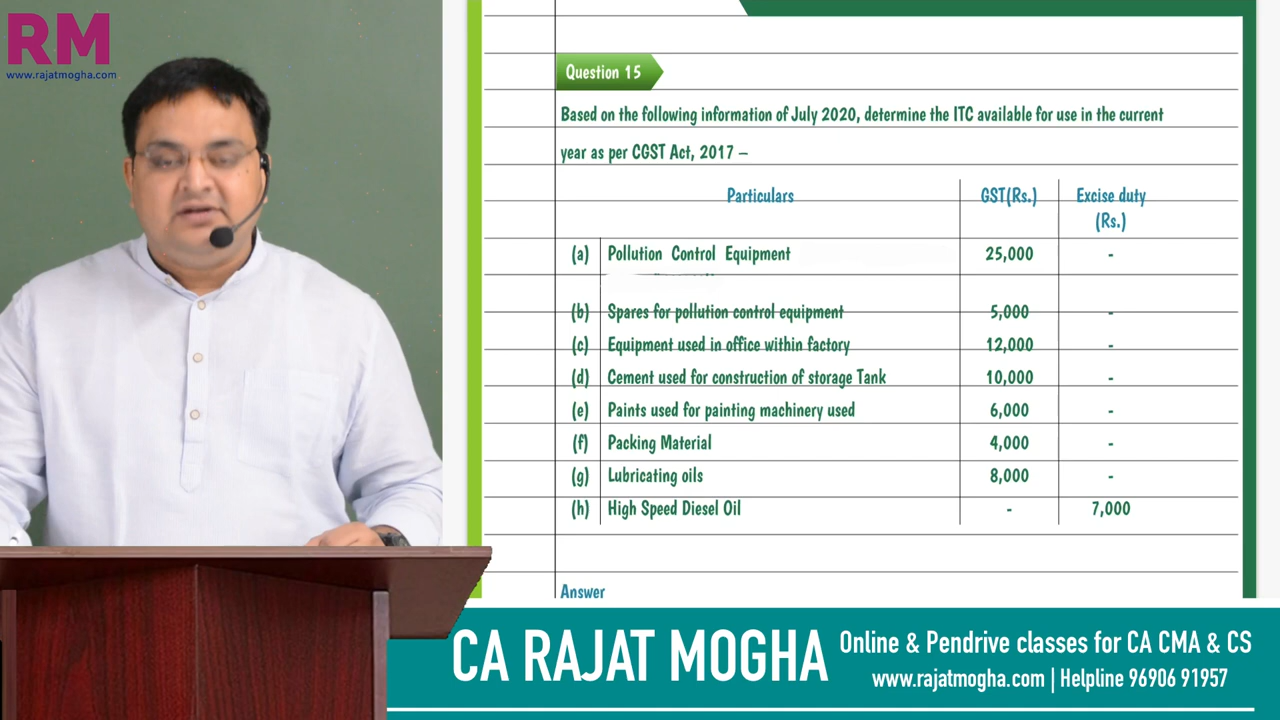 RM
www.rajatmogha.com
Question 15
Based on the following information of July 2020, determine the ITC available for use in the current
year as per CGST Act, 2017 –
Particulars GST(Rs.) Excise duty
(Rs.)
(a) Pollution Control Equipment 25,000 -
(b) Spares for pollution control equipment 5,000 -
(c) Equipment used in office within factory 12,000 -
(d) Cement used for construction of storage Tank 10,000 -
(e) Paints used for painting machinery used 6,000 -
(f) Packing Material 4,000 -
(g) Lubricating oils 8,000 -
(h) High Speed Diesel Oil - 7,000
Answer
CA RAJAT MOGHA
Online & Pendrive classes for CA CMA & CS
www.rajatmogha.com | Helpline 96906 91957